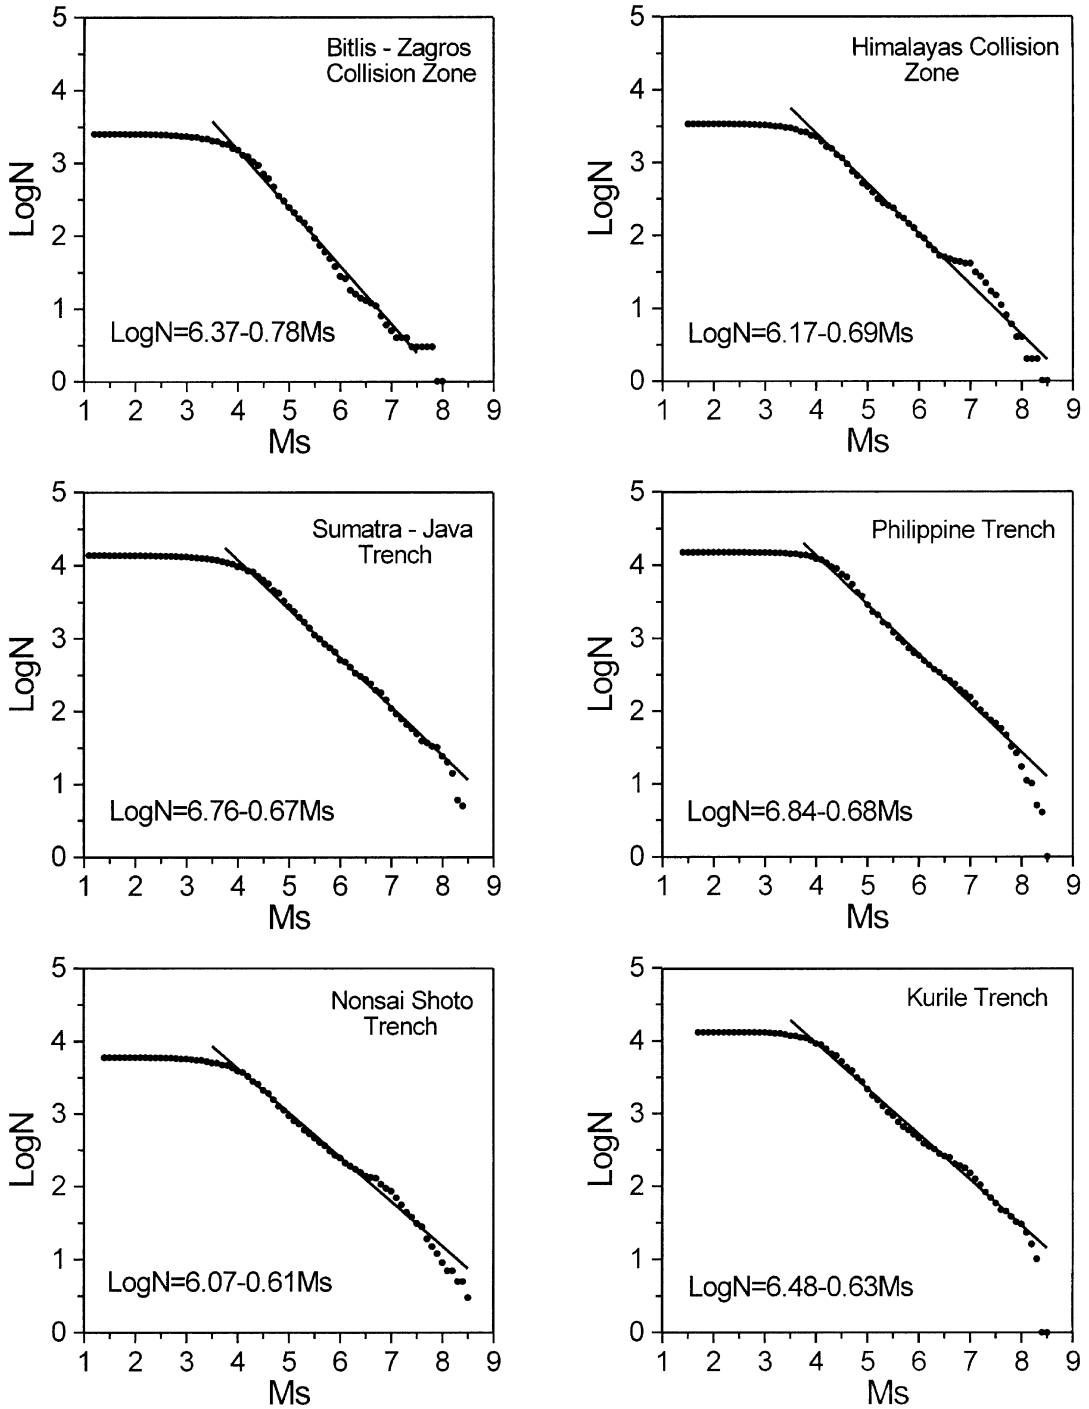 5
4
3
2
1
0
LogN
Bitlis - Zagros
Collision Zone
LogN=6.37-0.78Ms
1 2 3 4 5 6 7 8 9
Ms
5
4
3
2
1
0
LogN
Himalayas Collision
Zone
LogN=6.17-0.69Ms
1 2 3 4 5 6 7 8 9
Ms
5
4
3
2
1
0
LogN
Sumatra - Java
Trench
LogN=6.76-0.67Ms
1 2 3 4 5 6 7 8 9
Ms
5
4
3
2
1
0
LogN
Philippine Trench
LogN=6.84-0.68Ms
1 2 3 4 5 6 7 8 9
Ms
5
4
3
2
1
0
LogN
Nonsai Shoto
Trench
LogN=6.07-0.61Ms
1 2 3 4 5 6 7 8 9
Ms
5
4
3
2
1
0
LogN
Kurile Trench
LogN=6.48-0.63Ms
1 2 3 4 5 6 7 8 9
Ms